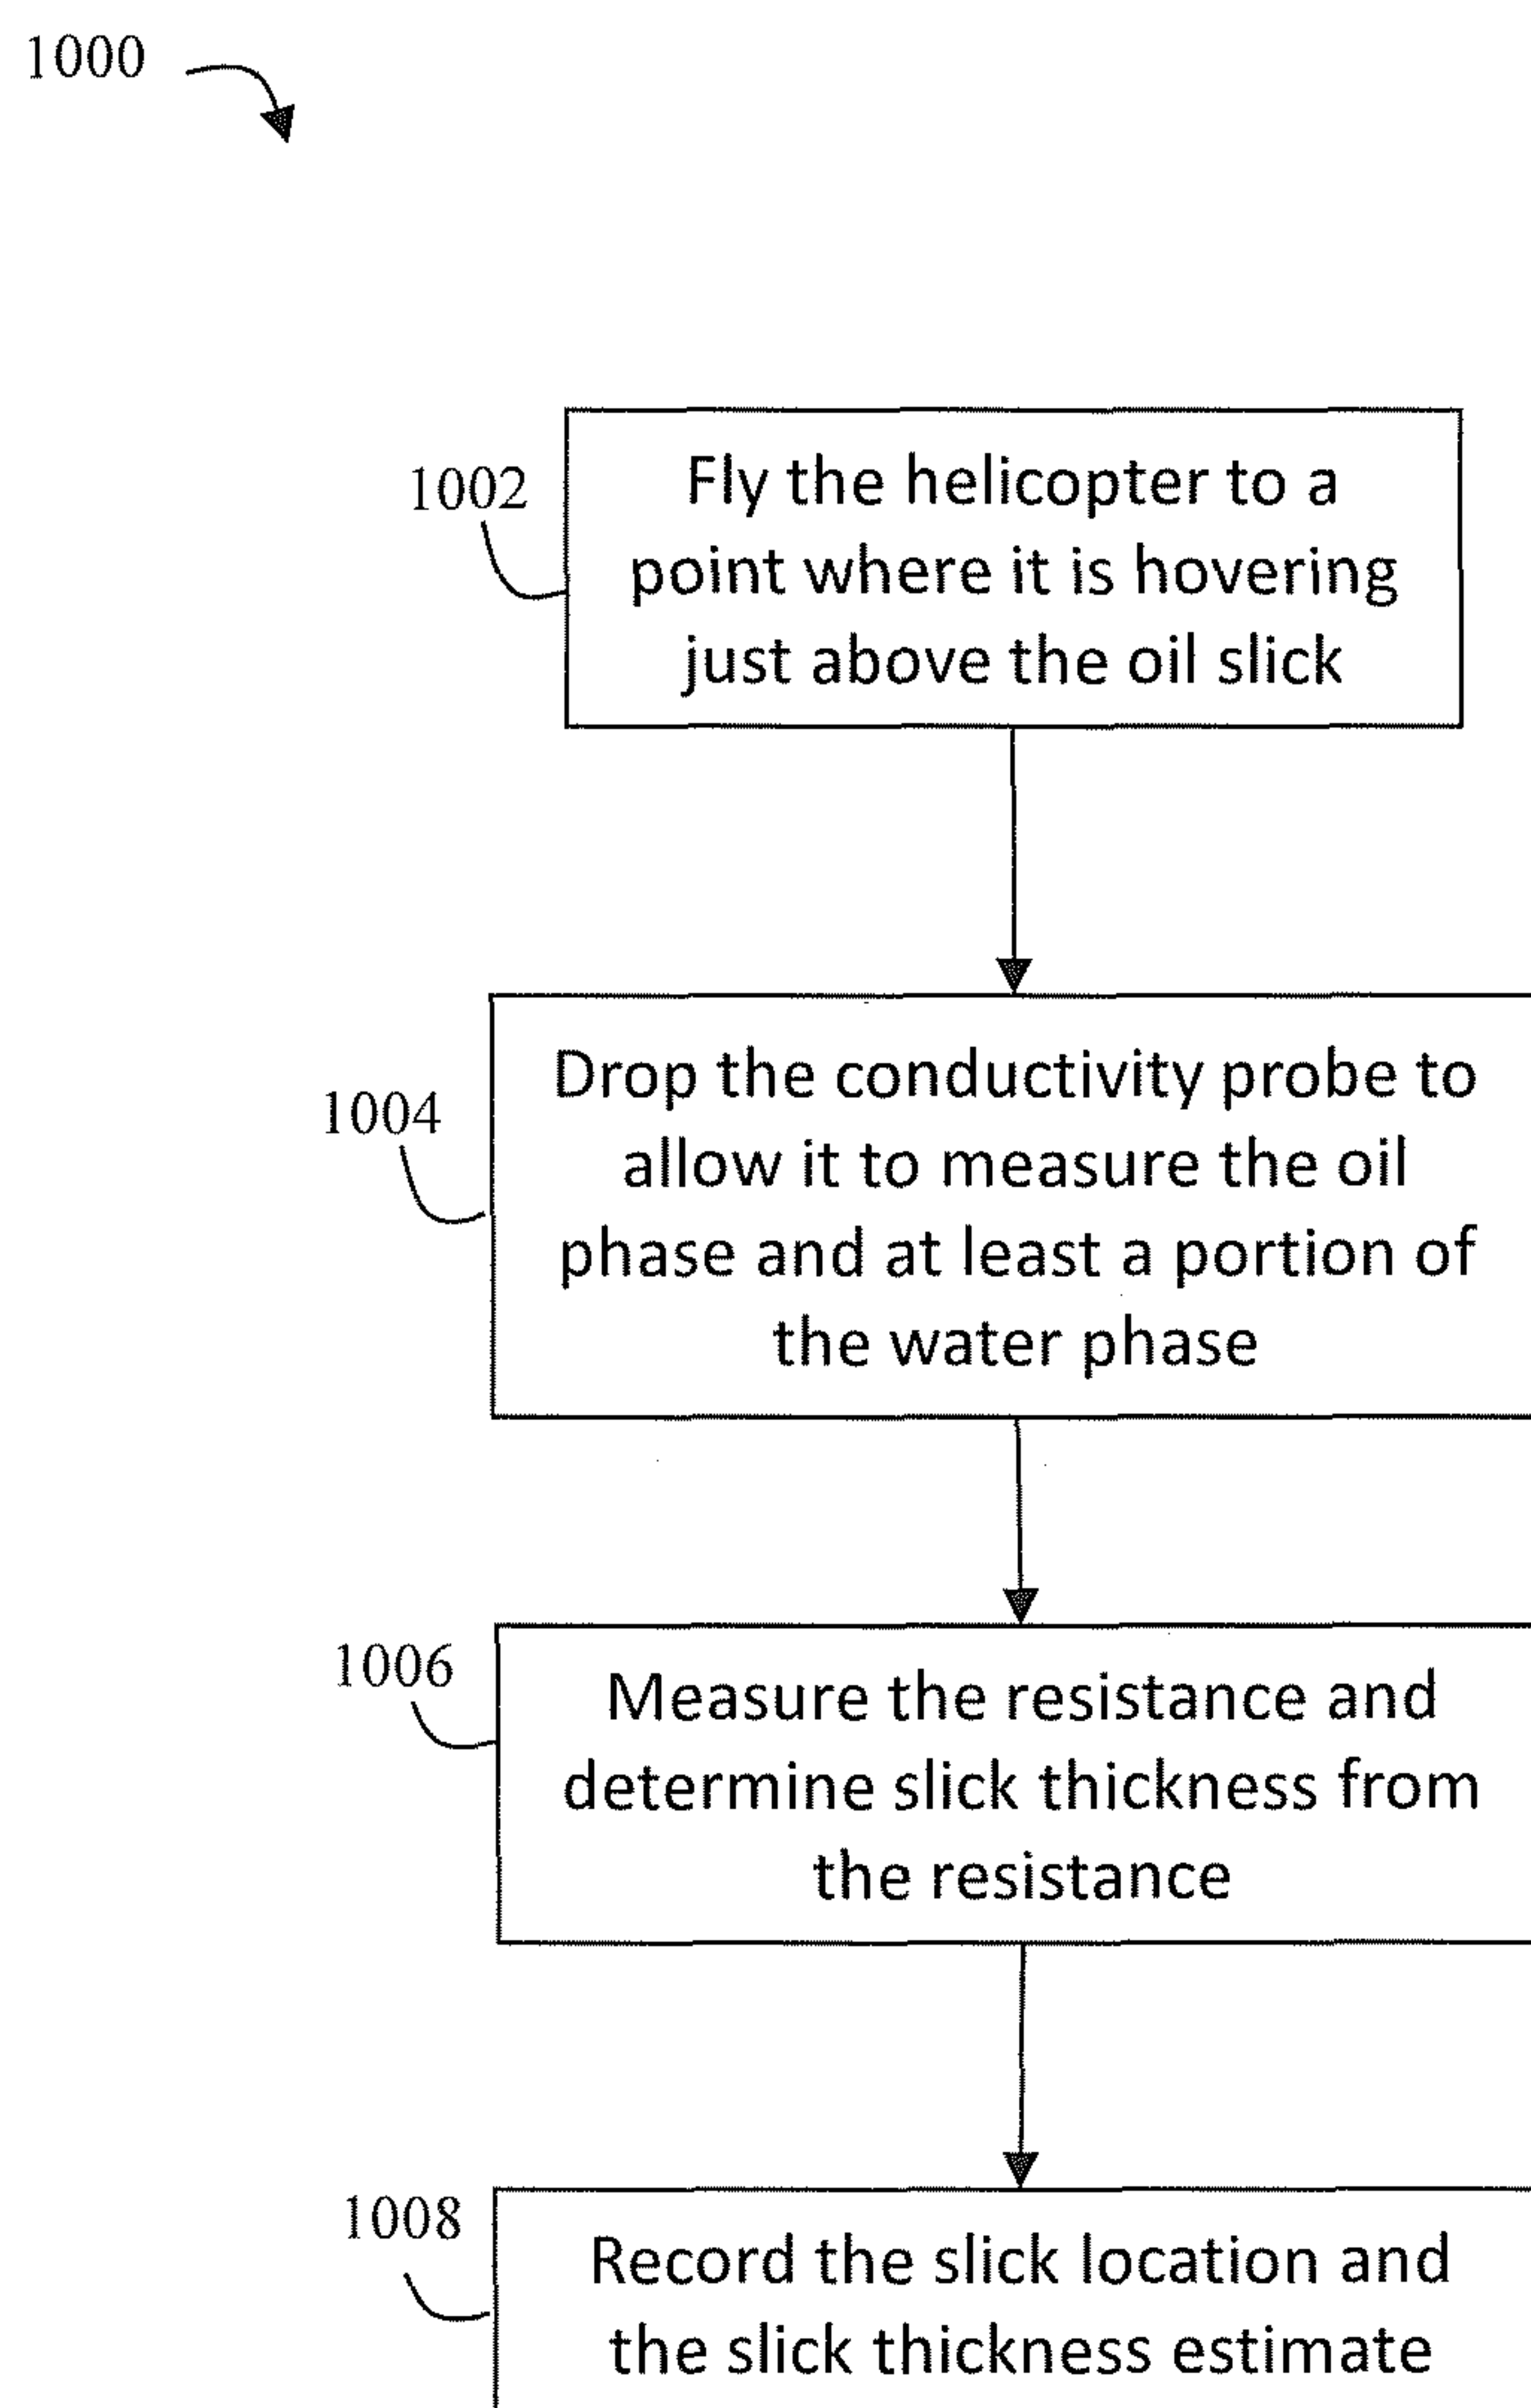 1000
1002
Fly the helicopter to a
point where it is hovering
just above the oil slick
1004
Drop the conductivity probe to
allow it to measure the oil
phase and at least a portion of
the water phase
1006
Measure the resistance and
determine slick thickness from
the resistance
1008
Record the slick location and
the slick thickness estimate